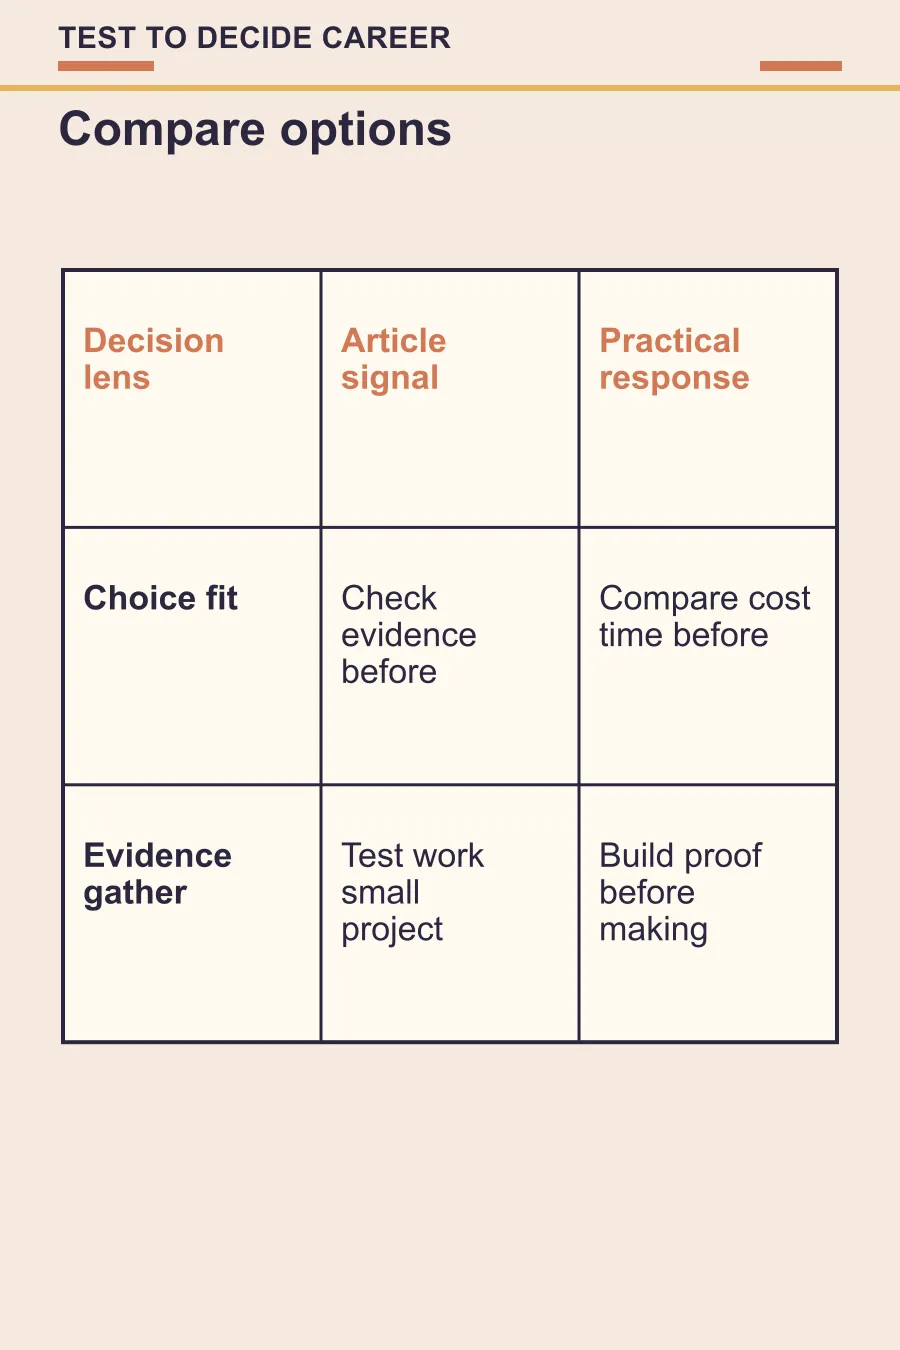 TEST TO DECIDE CAREER
Compare options
Decision
lens
Article
signal
Practical
response
Choice fit
Check
evidence
before
Compare cost
time before
Evidence
gather
Test work
small
project
Build proof
before
making